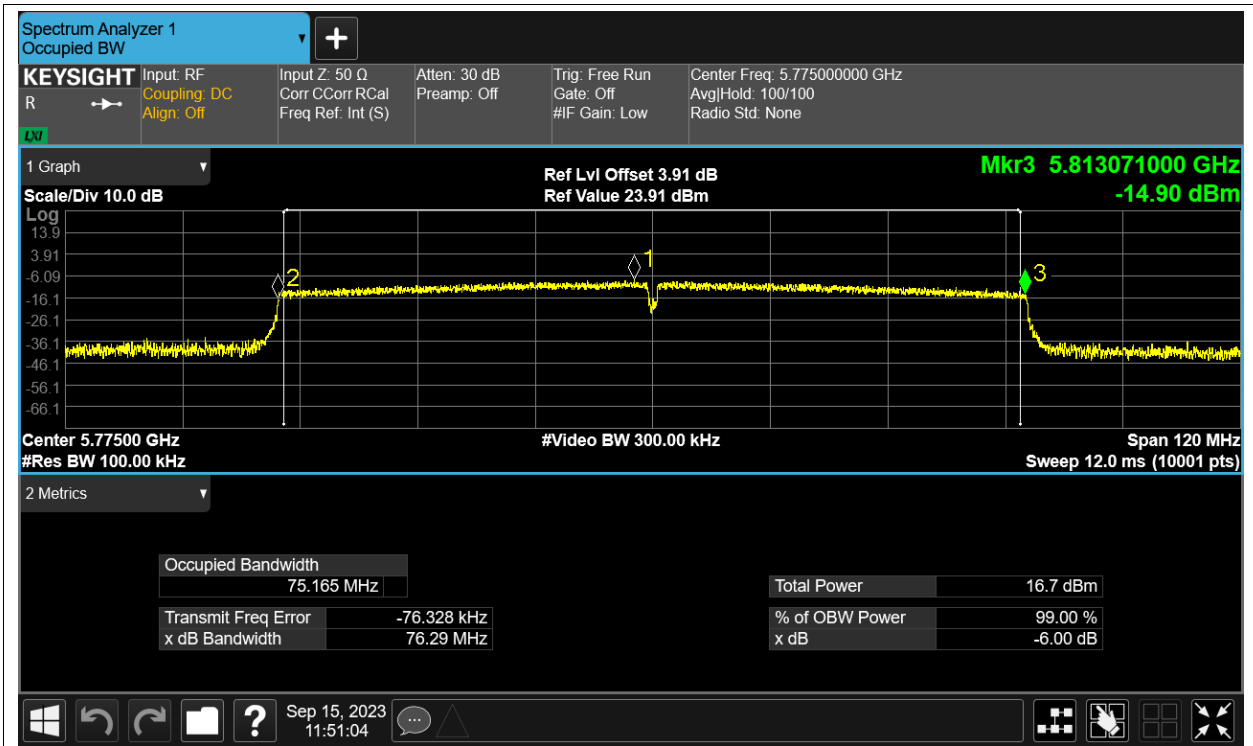 Spectrum Analyzer 1
Occupied BW
KEYSIGHT
R
LXI
Input: RF
Coupling: DC
Align: Off
Input Z: 50 Ω
Corr CCorr RCal
Freq Ref: Int (S)
Atten: 30 dB
Preamp: Off
Trig: Free Run
Gate: Off
#IF Gain: Low
Center Freq: 5.775000000 GHz
Avg|Hold: 100/100
Radio Std: None
1 Graph
Scale/Div 10.0 dB
Ref Lvl Offset 3.91 dB
Ref Value 23.91 dBm
Mkr3 5.813071000 GHz
-14.90 dBm
Log
13.9
3.91
-6.09
-16.1
-26.1
-36.1
-46.1
-56.1
-66.1
2
1
3
Center 5.77500 GHz
#Video BW 300.00 kHz
Span 120 MHz
#Res BW 100.00 kHz
Sweep 12.0 ms (10001 pts)
2 Metrics
Occupied Bandwidth
75.165 MHz
Transmit Freq Error -76.328 kHz
x dB Bandwidth 76.29 MHz
Total Power 16.7 dBm
% of OBW Power 99.00 %
x dB -6.00 dB
?
Sep 15, 2023
11:51:04